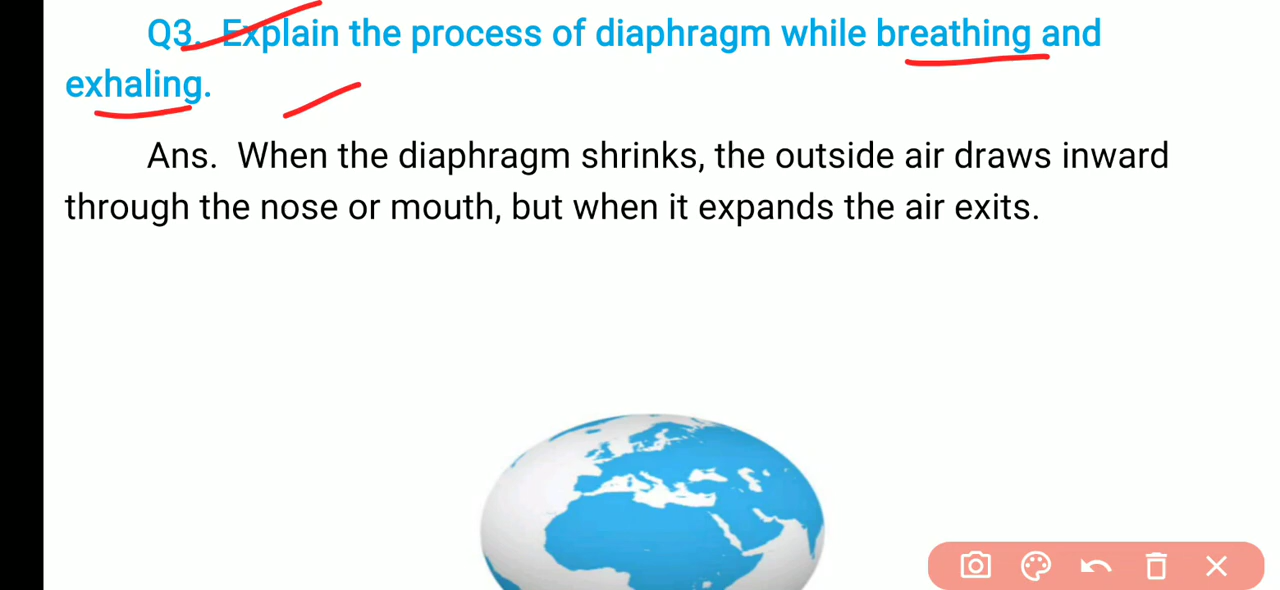 Q3. Explain the process of diaphragm while breathing and
exhaling.
Ans. When the diaphragm shrinks, the outside air draws inward
through the nose or mouth, but when it expands the air exits.